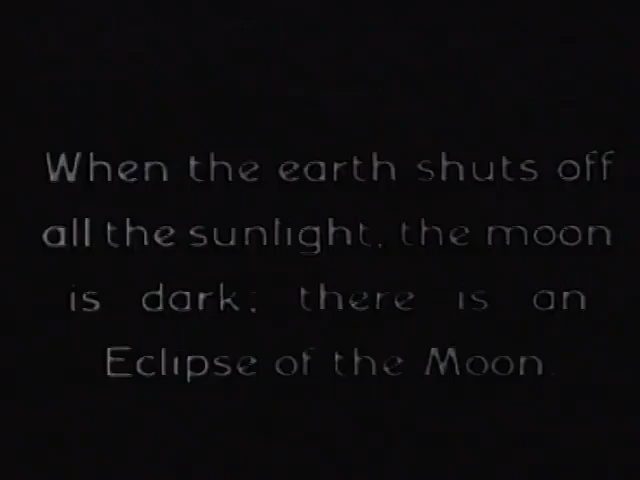 When the earth shuts off
all the sunlight, the moon
is dark; there is an
Eclipse of the Moon.